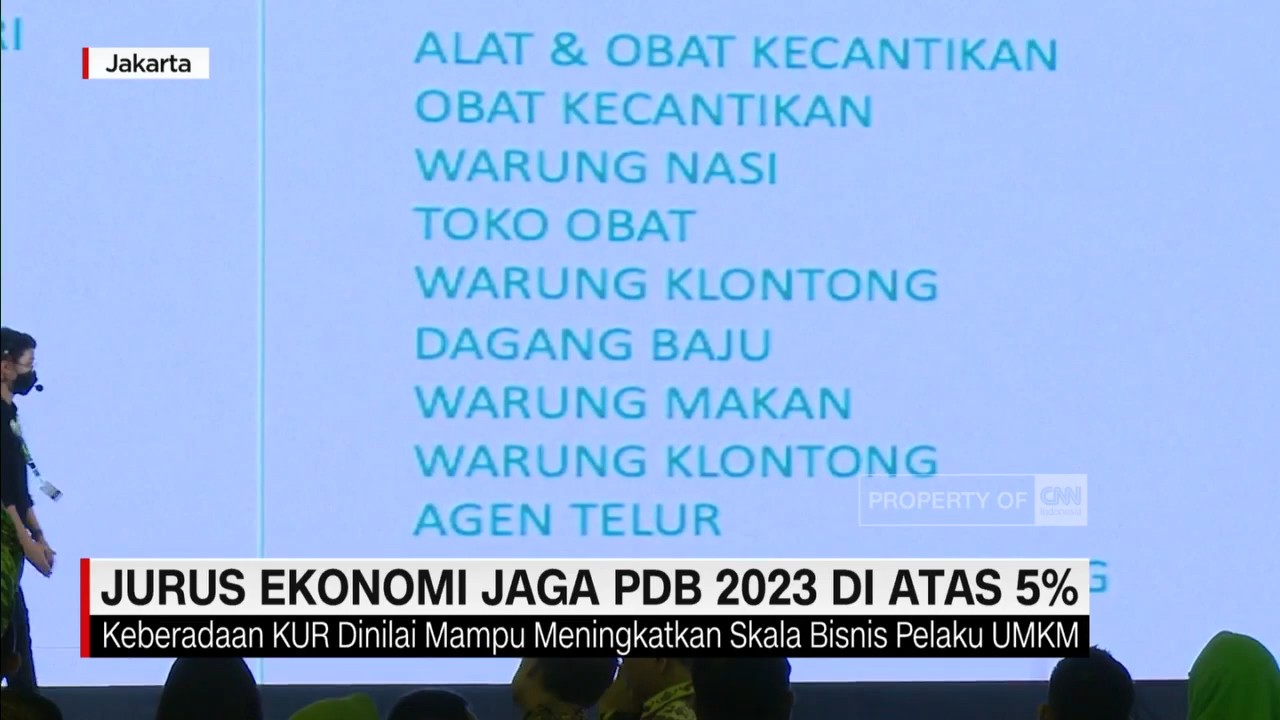 RI
Jakarta
ALAT & OBAT KECANTIKAN
OBAT KECANTIKAN
WARUNG NASI
TOKO OBAT
WARUNG KLONTONG
DAGANG BAJU
WARUNG MAKAN
WARUNG KLONTONG
AGEN TELUR
PROPERTY OF CNN Indonesia
JURUS EKONOMI JAGA PDB 2023 DI ATAS 5%
Keberadaan KUR Dinilai Mampu Meningkatkan Skala Bisnis Pelaku UMKM